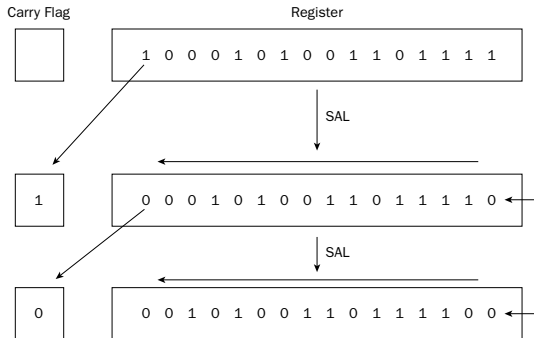 Carry Flag Register
1 0 0 0 1 0 1 0 0 1 1 0 1 1 1 1
SAL
1 0 0 0 1 0 1 0 0 1 1 0 1 1 1 1 0
SAL
0 0 0 1 0 1 0 0 1 1 0 1 1 1 1 0 0